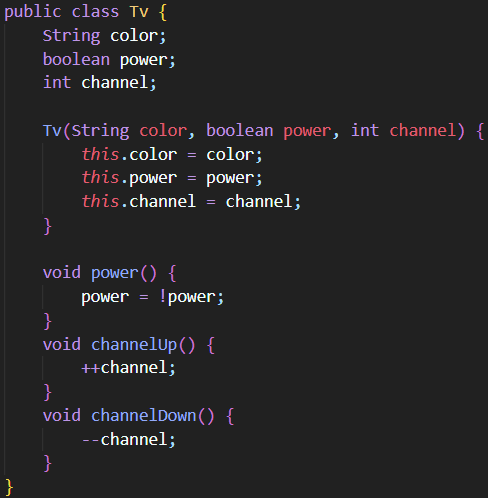 public class Tv {
    String color;
    boolean power;
    int channel;

    Tv(String color, boolean power, int channel) {
        this.color = color;
        this.power = power;
        this.channel = channel;
    }

    void power() {
        power = !power;
    }
    void channelUp() {
        ++channel;
    }
    void channelDown() {
        --channel;
    }
}